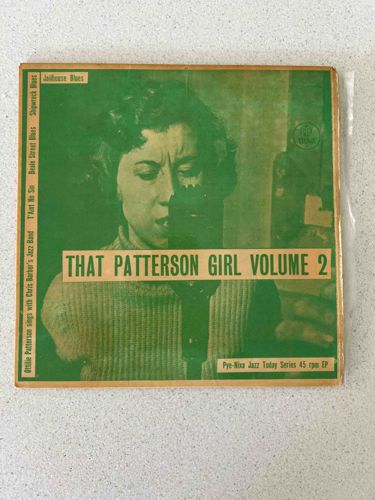 Jailhouse Blues
Ottilie Patterson sings with Chris Barber's Jazz Band T'Aint No Sin Beale Street Blues Shipwreck Blues
THAT PATTERSON GIRL VOLUME 2
Pye-Nixa Jazz Today Series 45 rpm EP